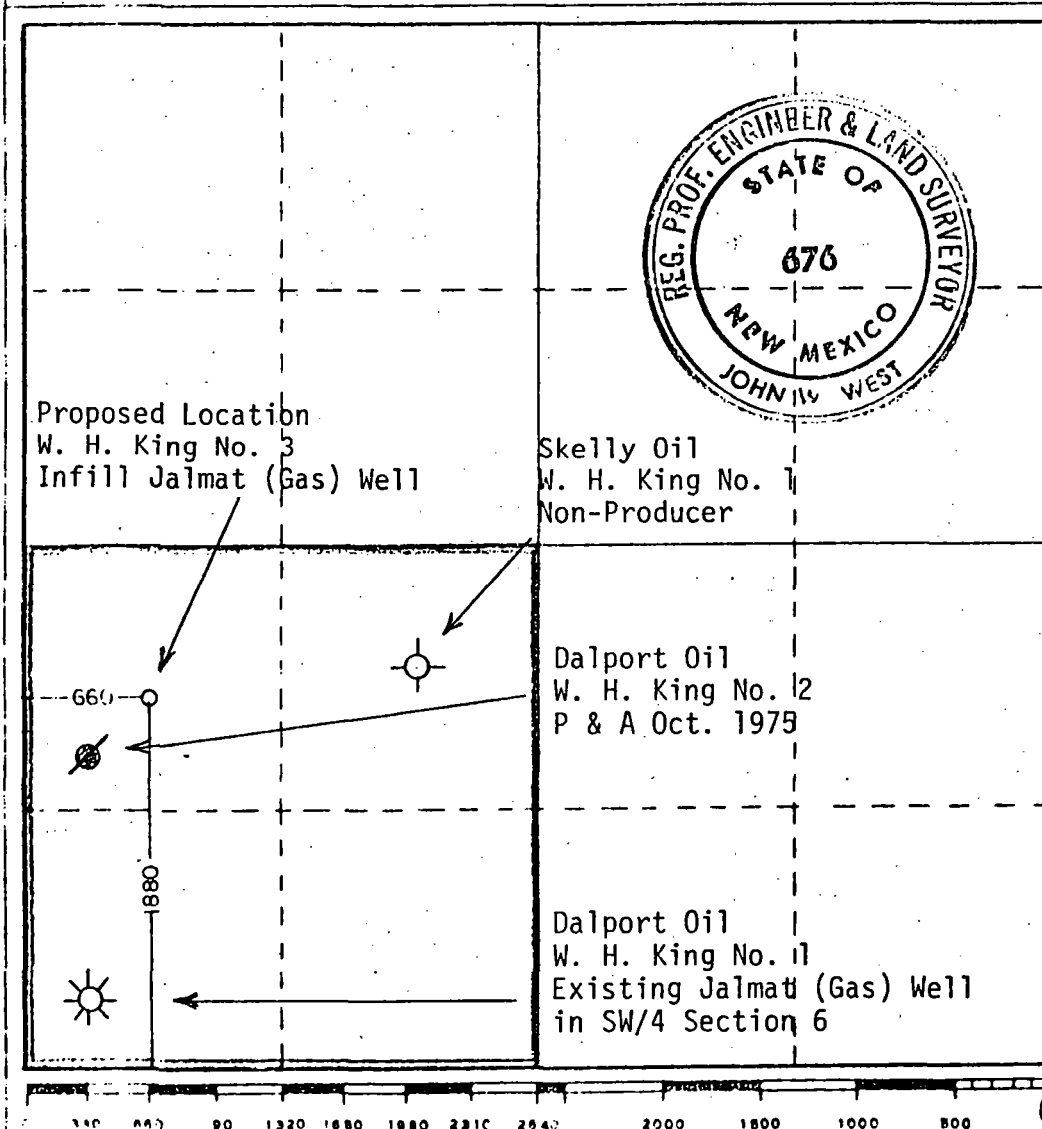 REG. PROF. ENGINEER & LAND SURVEYOR
STATE OF
676
NEW MEXICO
JOHN W WEST
Proposed Location
W. H. King No. 3
Infill Jalmat (Gas) Well
Skelly Oil
W. H. King No. 1
Non-Producer
660
Dalport Oil
W. H. King No. 2
P & A Oct. 1975
1880
Dalport Oil
W. H. King No. 1
Existing Jalmat (Gas) Well
in SW/4 Section 6
660 90 1320 1650 1980 2310 2640 2000 1500 1000 500